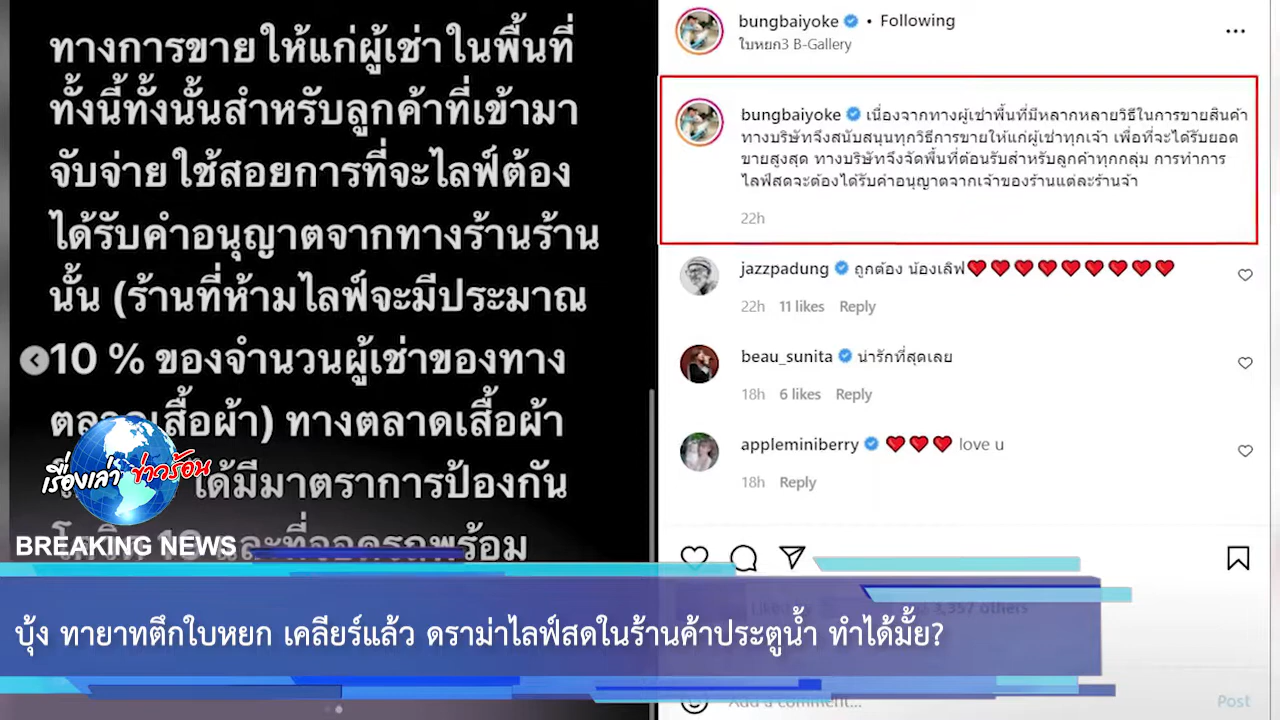 ทางการขายให้แก่ผู้เช่าในพื้นที่
ทั้งนี้ทั้งนั้นสำหรับลูกค้าที่เข้ามา
จับจ่ายใช้สอยการที่จะไลฟ์ต้อง
ได้รับคำอนุญาตจากทางร้านร้าน
นั้น (ร้านที่ห้ามไลฟ์จะมีประมาณ
10 % ของจำนวนผู้เช่าของทาง
ตลาดเสื้อผ้า) ทางตลาดเสื้อผ้า
ได้มีมาตราการป้องกัน
และที่จอดรถพร้อม
bungbaiyoke • Following
ใบหยก3 B-Gallery
bungbaiyoke เนื่องจากทางผู้เช่าพื้นที่มีหลากหลายวิธีในการขายสินค้า
ทางบริษัทจึงสนับสนุนทุกวิธีการขายให้แก่ผู้เช่าทุกเจ้า เพื่อที่จะได้รับยอด
ขายสูงสุด ทางบริษัทจึงจัดพื้นที่ต้อนรับสำหรับลูกค้าทุกกลุ่ม การทำการ
ไลฟ์สดจะต้องได้รับคำอนุญาตจากเจ้าของร้านแต่ละร้านจ้า
22h
jazzpadung ถูกต้อง น้องเลิฟ❤❤❤❤❤❤❤❤❤
22h 11 likes Reply
beau_sunita น่ารักที่สุดเลย
18h 6 likes Reply
appleminiberry ❤❤❤ love u
18h Reply
3,357 others
Add a comment...
Post
เรื่องเล่า ข่าวร้อน
BREAKING NEWS
บุ้ง ทายาทตึกใบหยก เคลียร์แล้ว ดราม่าไลฟ์สดในร้านค้าประตูน้ำ ทำได้มั้ย?